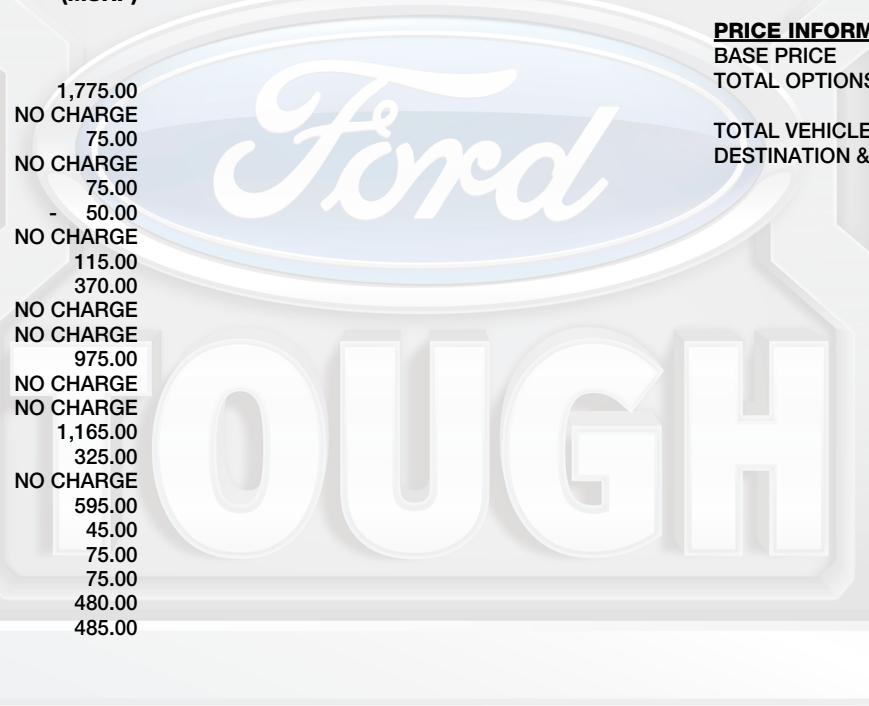 (MSRP)
1,775.00
NO CHARGE
75.00
NO CHARGE
75.00
- 50.00
NO CHARGE
115.00
370.00
NO CHARGE
NO CHARGE
975.00
NO CHARGE
NO CHARGE
1,165.00
325.00
NO CHARGE
595.00
45.00
75.00
75.00
480.00
485.00
PRICE INFORM
BASE PRICE
TOTAL OPTIONS
TOTAL VEHICLE
DESTINATION &
Ford
TOUGH